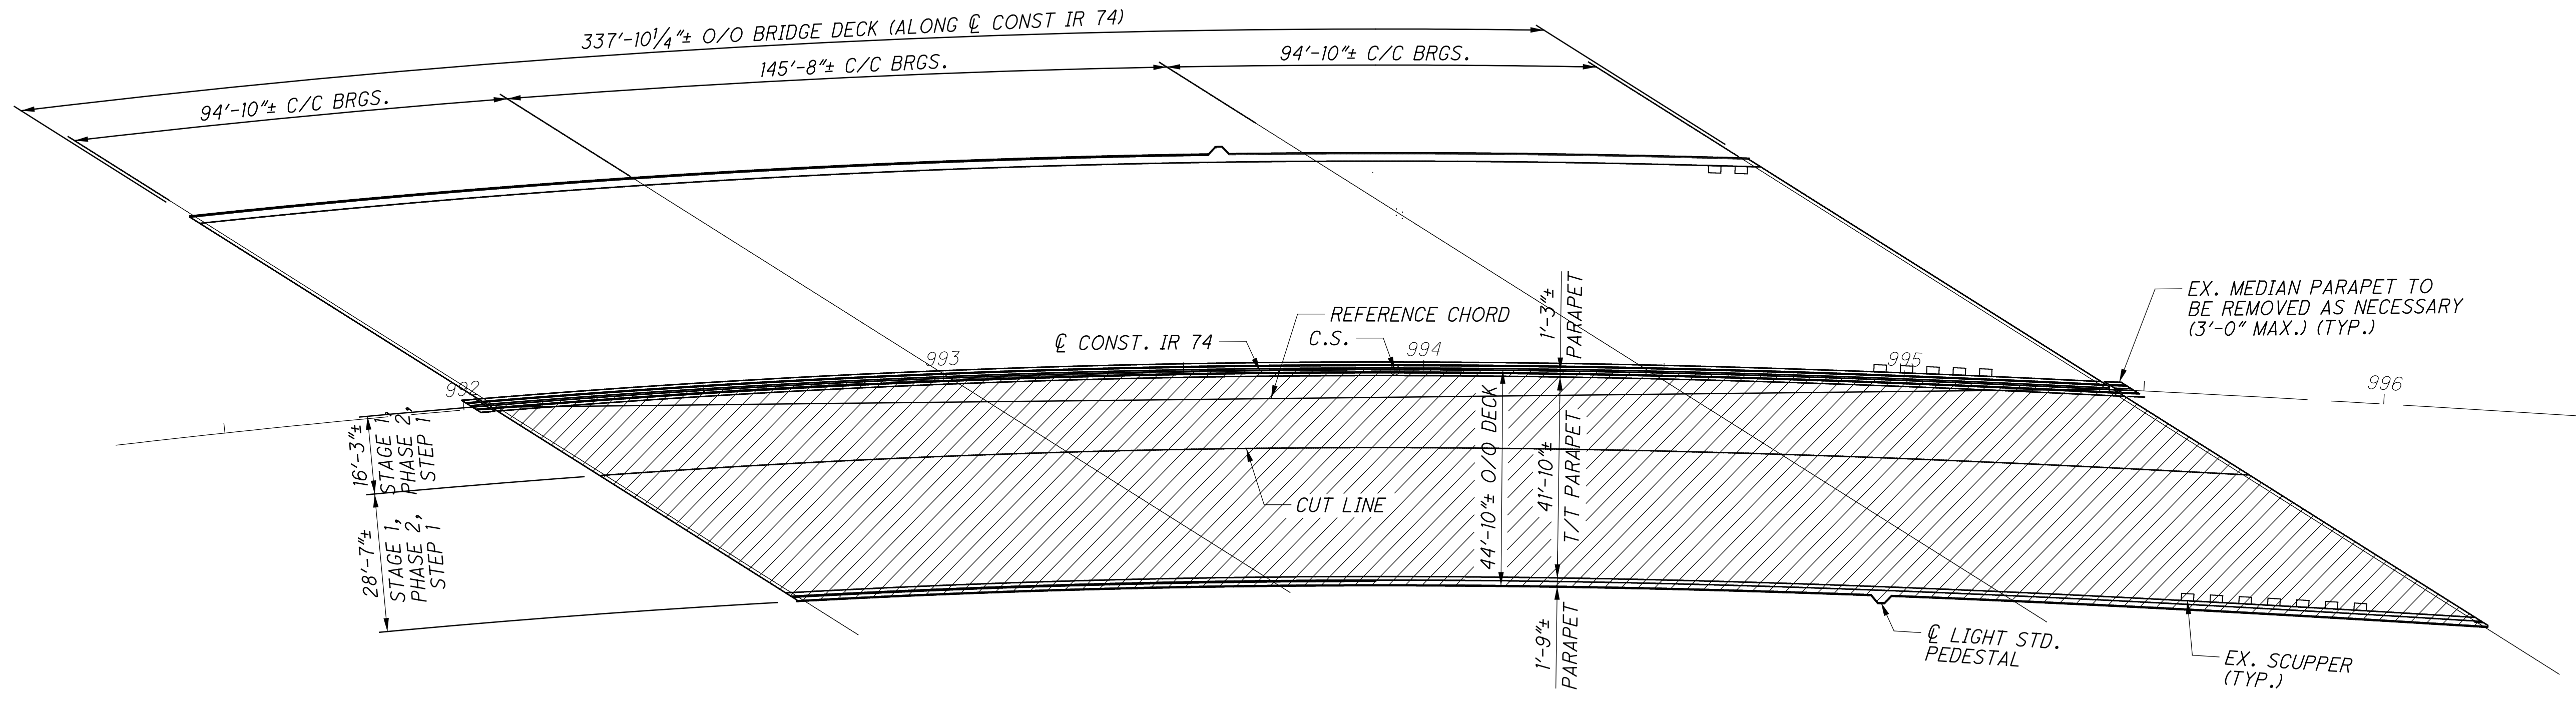 337'-10¼"± O/O BRIDGE DECK (ALONG ℄ CONST IR 74)
94'-10"± C/C BRGS.
145'-8"± C/C BRGS.
94'-10"± C/C BRGS.
EX. MEDIAN PARAPET TO
BE REMOVED AS NECESSARY
(3'-0" MAX.) (TYP.)
1'-3"±
PARAPET
REFERENCE CHORD
℄ CONST. IR 74
C.S.
992
993
994
995
996
16'-3"±
STAGE 1,
PHASE 2,
STEP 1
28'-7"±
STAGE 1,
PHASE 2,
STEP 1
CUT LINE
44'-10"± O/O DECK
41'-10"±
T/T PARAPET
1'-9"±
PARAPET
℄ LIGHT STD.
PEDESTAL
EX. SCUPPER
(TYP.)